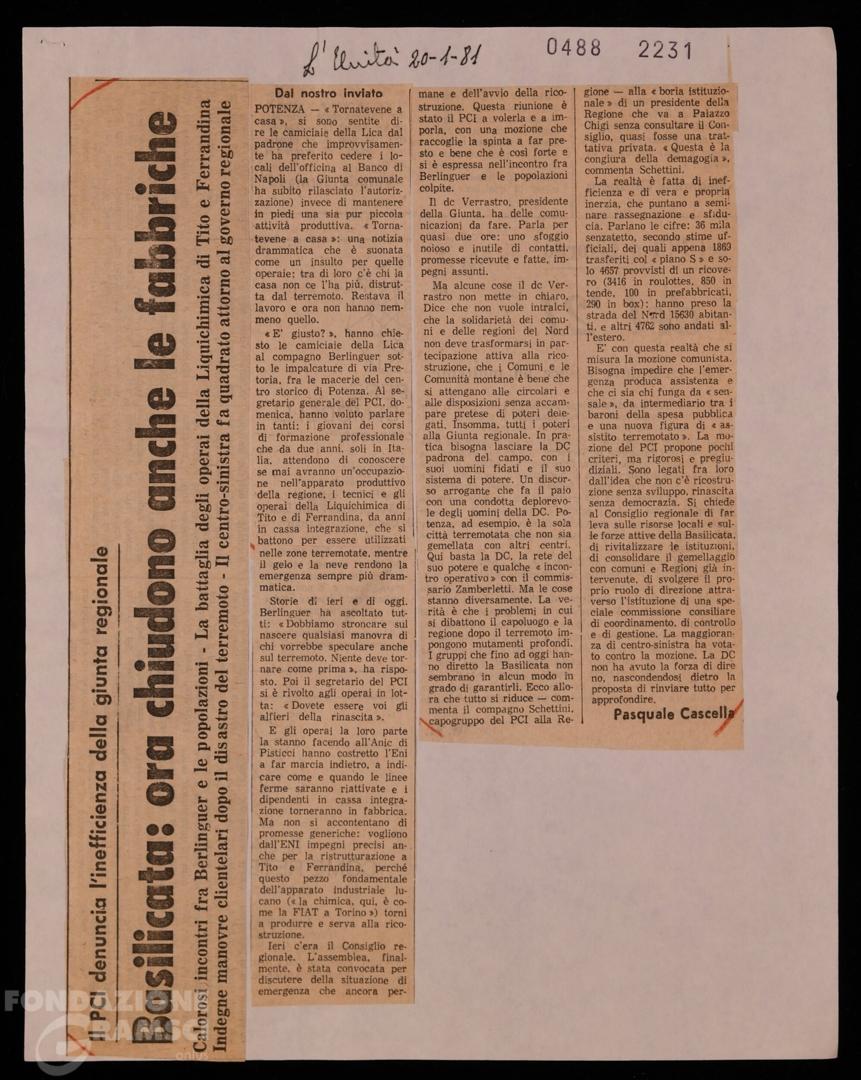 L'Unità 20-1-81
0488 2231
Il PCI denuncia l'inefficienza della giunta regionale
Basilicata: ora chiudono anche le fabbriche
Calorosi incontri fra Berlinguer e le popolazioni - La battaglia degli operai della Liquichimica di Tito e Ferrandina
Indegne manovre clientelari dopo il disastro del terremoto - Il centro-sinistra fa quadrato attorno al governo regionale
Dal nostro inviato
POTENZA — « Tornatevene a
casa », si sono sentite di-
re le camiciaie della Lica dal
padrone che improvvisamen-
te ha preferito cedere i lo-
cali dell'officina al Banco di
Napoli (la Giunta comunale
ha subito rilasciato l'autoriz-
zazione) invece di mantenere
in piedi una sia pur piccola
attività produttiva. « Torna-
tevene a casa »: una notizia
drammatica che è suonata
come un insulto per quelle
operaie: tra di loro c'è chi la
casa non ce l'ha più, distrut-
ta dal terremoto. Restava il
lavoro e ora non hanno nem-
meno quello.
« E' giusto? », hanno chie-
sto le camiciaie della Lica
al compagno Berlinguer sot-
to le impalcature di via Pre-
toria, fra le macerie del cen-
tro storico di Potenza. Al se-
gretario generale del PCI, do-
menica, hanno voluto parlare
in tanti: i giovani dei corsi
di formazione professionale
che da due anni, soli in Ita-
lia, attendono di conoscere
se mai avranno un'occupazio-
ne nell'apparato produttivo
della regione, i tecnici e gli
operai della Liquichimica di
Tito e di Ferrandina, da anni
in cassa integrazione, che si
battono per essere utilizzati
nelle zone terremotate, mentre
il gelo e la neve rendono la
emergenza sempre più dram-
matica.
Storie di ieri e di oggi.
Berlinguer ha ascoltato tut-
ti: « Dobbiamo stroncare sul
nascere qualsiasi manovra di
chi vorrebbe speculare anche
sul terremoto. Niente deve tor-
nare come prima », ha rispo-
sto. Poi il segretario del PCI
si è rivolto agli operai in lot-
ta: « Dovete essere voi gli
alfieri della rinascita ».
E gli operai la loro parte
la stanno facendo all'Anic di
Pisticci hanno costretto l'Eni
a far marcia indietro, a indi-
care come e quando le linee
ferme saranno riattivate e i
dipendenti in cassa integra-
zione torneranno in fabbrica.
Ma non si accontentano di
promesse generiche: vogliono
dall'ENI impegni precisi an-
che per la ristrutturazione a
Tito e Ferrandina, perché
questo pezzo fondamentale
dell'apparato industriale lu-
cano (« la chimica, qui, è co-
me la FIAT a Torino ») torni
a produrre e serva alla rico-
struzione.
Ieri c'era il Consiglio re-
gionale. L'assemblea, final-
mente, è stata convocata per
discutere della situazione di
emergenza che ancora per-
mane e dell'avvio della rico-
struzione. Questa riunione è
stato il PCI a volerla e a im-
porla, con una mozione che
raccoglie la spinta a far pre-
sto e bene che è così forte e
si è espressa nell'incontro fra
Berlinguer e le popolazioni
colpite.
Il dc Verrastro, presidente
della Giunta, ha delle comu-
nicazioni da fare. Parla per
quasi due ore: uno sfoggio
noioso e inutile di contatti,
promesse ricevute e fatte, im-
pegni assunti.
Ma alcune cose il dc Ver-
rastro non mette in chiaro.
Dice che non vuole intralci,
che la solidarietà dei comu-
ni e delle regioni del Nord
non deve trasformarsi in par-
tecipazione attiva alla rico-
struzione, che i Comuni e le
Comunità montane è bene che
si attengano alle circolari e
alle disposizioni senza accam-
pare pretese di poteri dele-
gati. Insomma, tutti i poteri
alla Giunta regionale. In pra-
tica bisogna lasciare la DC
padrona del campo, con i
suoi uomini fidati e il suo
sistema di potere. Un discor-
so arrogante che fa il paio
con una condotta deplorevo-
le degli uomini della DC. Po-
tenza, ad esempio, è la sola
città terremotata che non sia
gemellata con altri centri.
Qui basta la DC, la rete del
suo potere e qualche « incon-
tro operativo » con il commis-
sario Zamberletti. Ma le cose
stanno diversamente. La ve-
rità è che i problemi in cui
si dibattono il capoluogo e la
regione dopo il terremoto im-
pongono mutamenti profondi.
I gruppi che fino ad oggi han-
no diretto la Basilicata non
sembrano in alcun modo in
grado di garantirli. Ecco allo-
ra che tutto si riduce — com-
menta il compagno Schettini,
capogruppo del PCI alla Re-
gione — alla « boria istituzio-
nale » di un presidente della
Regione che va a Palazzo
Chigi senza consultare il Con-
siglio, quasi fosse una trat-
tativa privata. « Questa è la
congiura della demagogia »,
commenta Schettini.
La realtà è fatta di inef-
ficienza e di vera e propria
inerzia, che puntano a semi-
nare rassegnazione e sfidu-
cia. Parlano le cifre: 36 mila
senzatetto, secondo stime uf-
ficiali, dei quali appena 1869
trasferiti col « piano S » e so-
lo 4657 provvisti di un ricove-
ro (3416 in roulottes, 850 in
tende, 100 in prefabbricati,
290 in box); hanno preso la
strada del Nord 15630 abitan-
ti, e altri 4762 sono andati al-
l'estero.
E' con questa realtà che si
misura la mozione comunista.
Bisogna impedire che l'emer-
genza produca assistenza e
che ci sia chi funga da « sen-
sale », da intermediario tra i
baroni della spesa pubblica
e una nuova figura di « as-
sistito terremotato ». La mo-
zione del PCI propone pochi
criteri, ma rigorosi e pregiu-
diziali. Sono legati fra loro
dall'idea che non c'è ricostru-
zione senza sviluppo, rinascita
senza democrazia. Si chiede
al Consiglio regionale di far
leva sulle risorse locali e sul-
le forze attive della Basilicata,
di rivitalizzare le istituzioni,
di consolidare il gemellaggio
con comuni e Regioni già in-
tervenute, di svolgere il pro-
prio ruolo di direzione attra-
verso l'istituzione di una spe-
ciale commissione consiliare
di coordinamento, di controllo
e di gestione. La maggioran-
za di centro-sinistra ha vota-
to contro la mozione. La DC
non ha avuto la forza di dire
no, nascondendosi dietro la
proposta di rinviare tutto per
approfondire.
Pasquale Cascella
FONDAZIONE
GRAMSCI
onlus